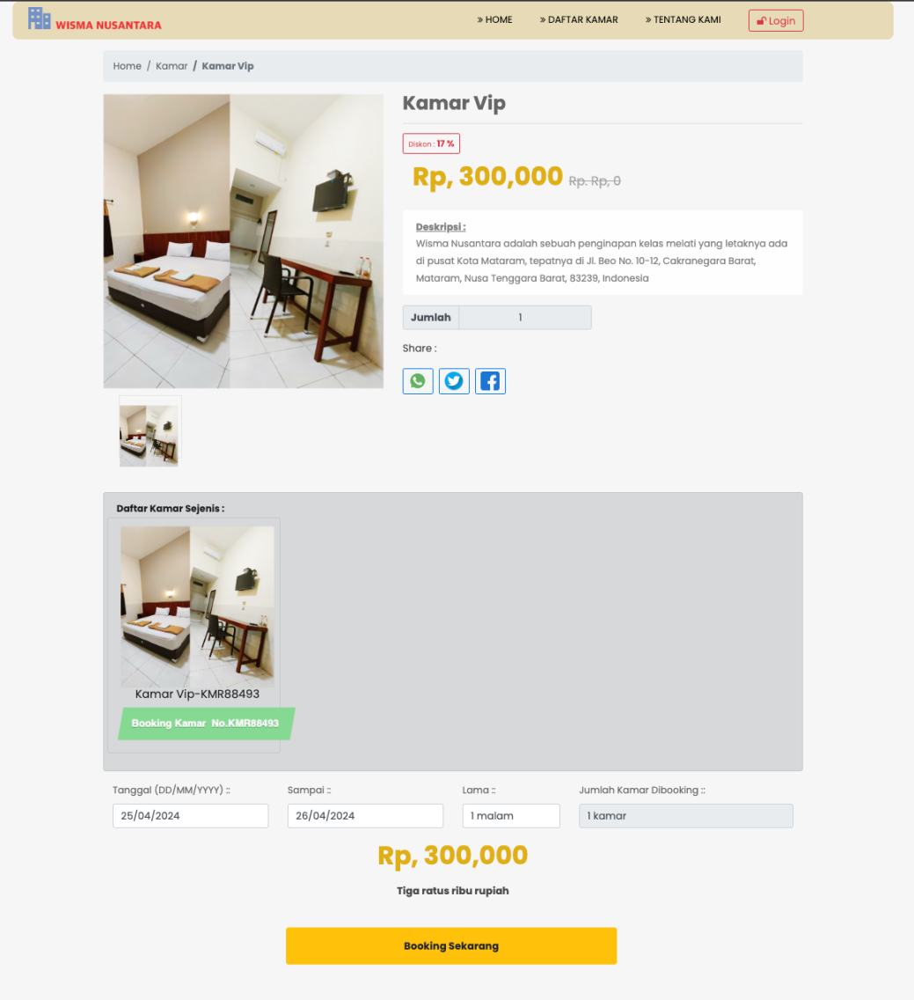 WISMA NUSANTARA
» HOME
» DAFTAR KAMAR
» TENTANG KAMI
Login
Home / Kamar / Kamar Vip
Kamar Vip
Diskon : 17 %
Rp, 300,000 Rp. Rp, 0
Deskripsi :
Wisma Nusantara adalah sebuah penginapan kelas melati yang letaknya ada
di pusat Kota Mataram, tepatnya di Jl. Beo No. 10-12, Cakranegara Barat,
Mataram, Nusa Tenggara Barat, 83239, Indonesia
Jumlah 1
Share :
Daftar Kamar Sejenis :
Kamar Vip-KMR88493
Booking Kamar No.KMR88493
Tanggal (DD/MM/YYYY) :: Sampai :: Lama :: Jumlah Kamar Dibooking ::
25/04/2024 26/04/2024 1 malam 1 kamar
Rp, 300,000
Tiga ratus ribu rupiah
Booking Sekarang